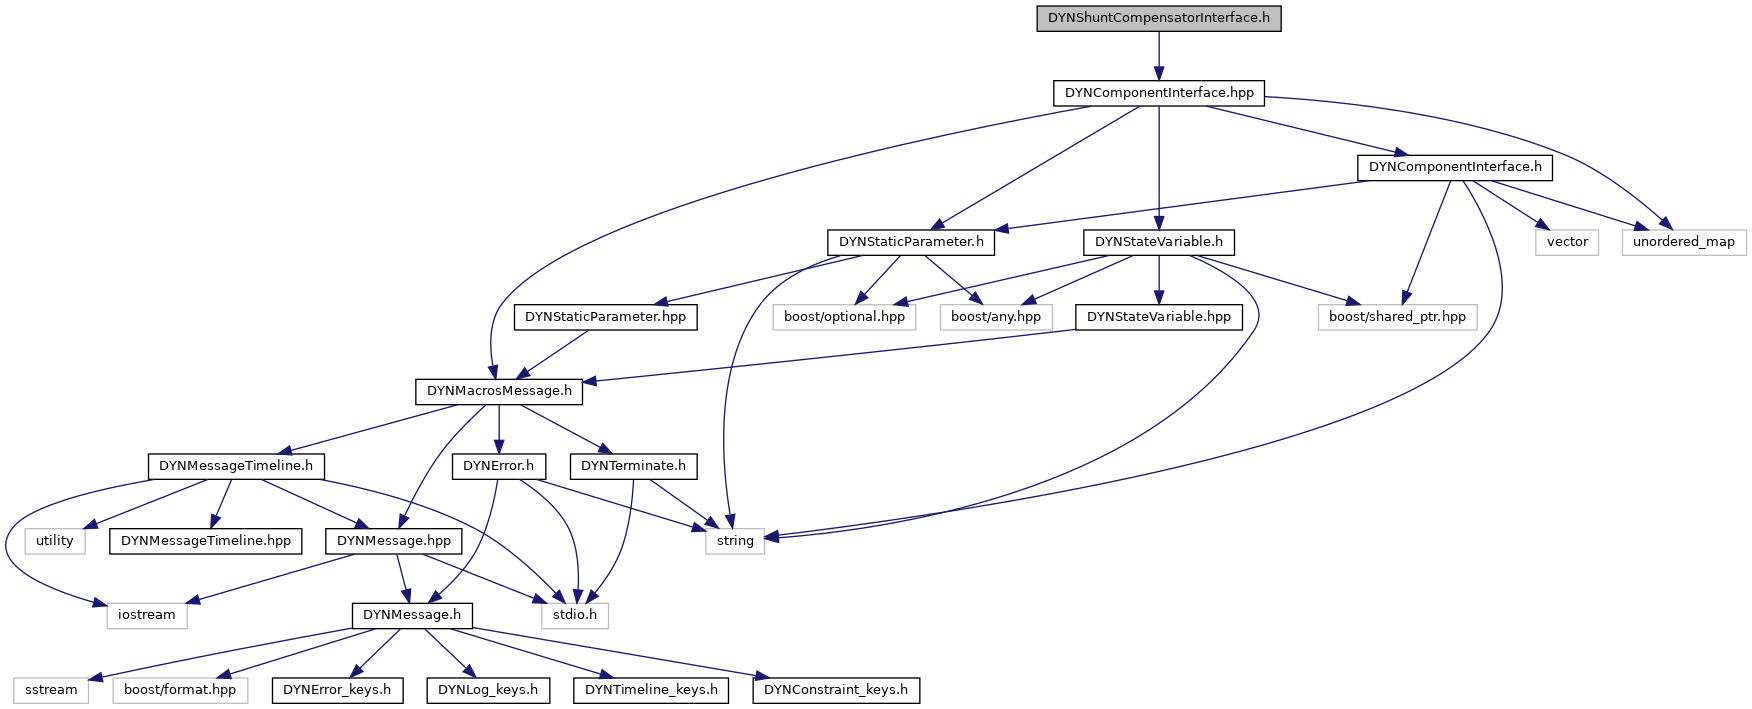 DYNShuntCompensatorInterface.h
DYNComponentInterface.hpp
DYNComponentInterface.h
DYNStaticParameter.h
DYNStateVariable.h
vector
unordered_map
DYNStaticParameter.hpp
boost/optional.hpp
boost/any.hpp
DYNStateVariable.hpp
boost/shared_ptr.hpp
DYNMacrosMessage.h
DYNMessageTimeline.h
DYNError.h
DYNTerminate.h
utility
DYNMessageTimeline.hpp
DYNMessage.hpp
string
iostream
DYNMessage.h
stdio.h
sstream
boost/format.hpp
DYNError_keys.h
DYNLog_keys.h
DYNTimeline_keys.h
DYNConstraint_keys.h